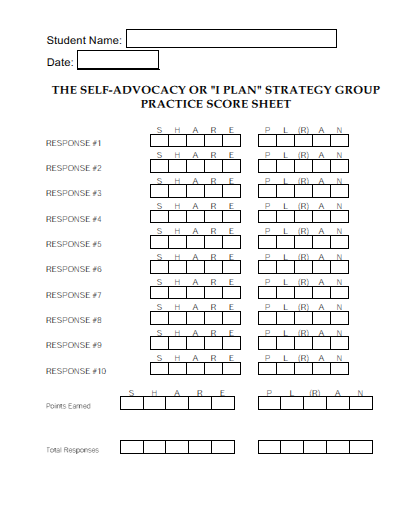 Student Name:
Date:
THE SELF-ADVOCACY OR "I PLAN" STRATEGY GROUP
PRACTICE SCORE SHEET
S H A R E P L (R) A N
RESPONSE #1
S H A R E P L (R) A N
RESPONSE #2
S H A R E P L (R) A N
RESPONSE #3
S H A R E P L (R) A N
RESPONSE #4
S H A R E P L (R) A N
RESPONSE #5
S H A R E P L (R) A N
RESPONSE #6
S H A R E P L (R) A N
RESPONSE #7
S H A R E P L (R) A N
RESPONSE #8
S H A R E P L (R) A N
RESPONSE #9
S H A R E P L (R) A N
RESPONSE #10
S H A R E P L (R) A N
Points Earned
Total Responses